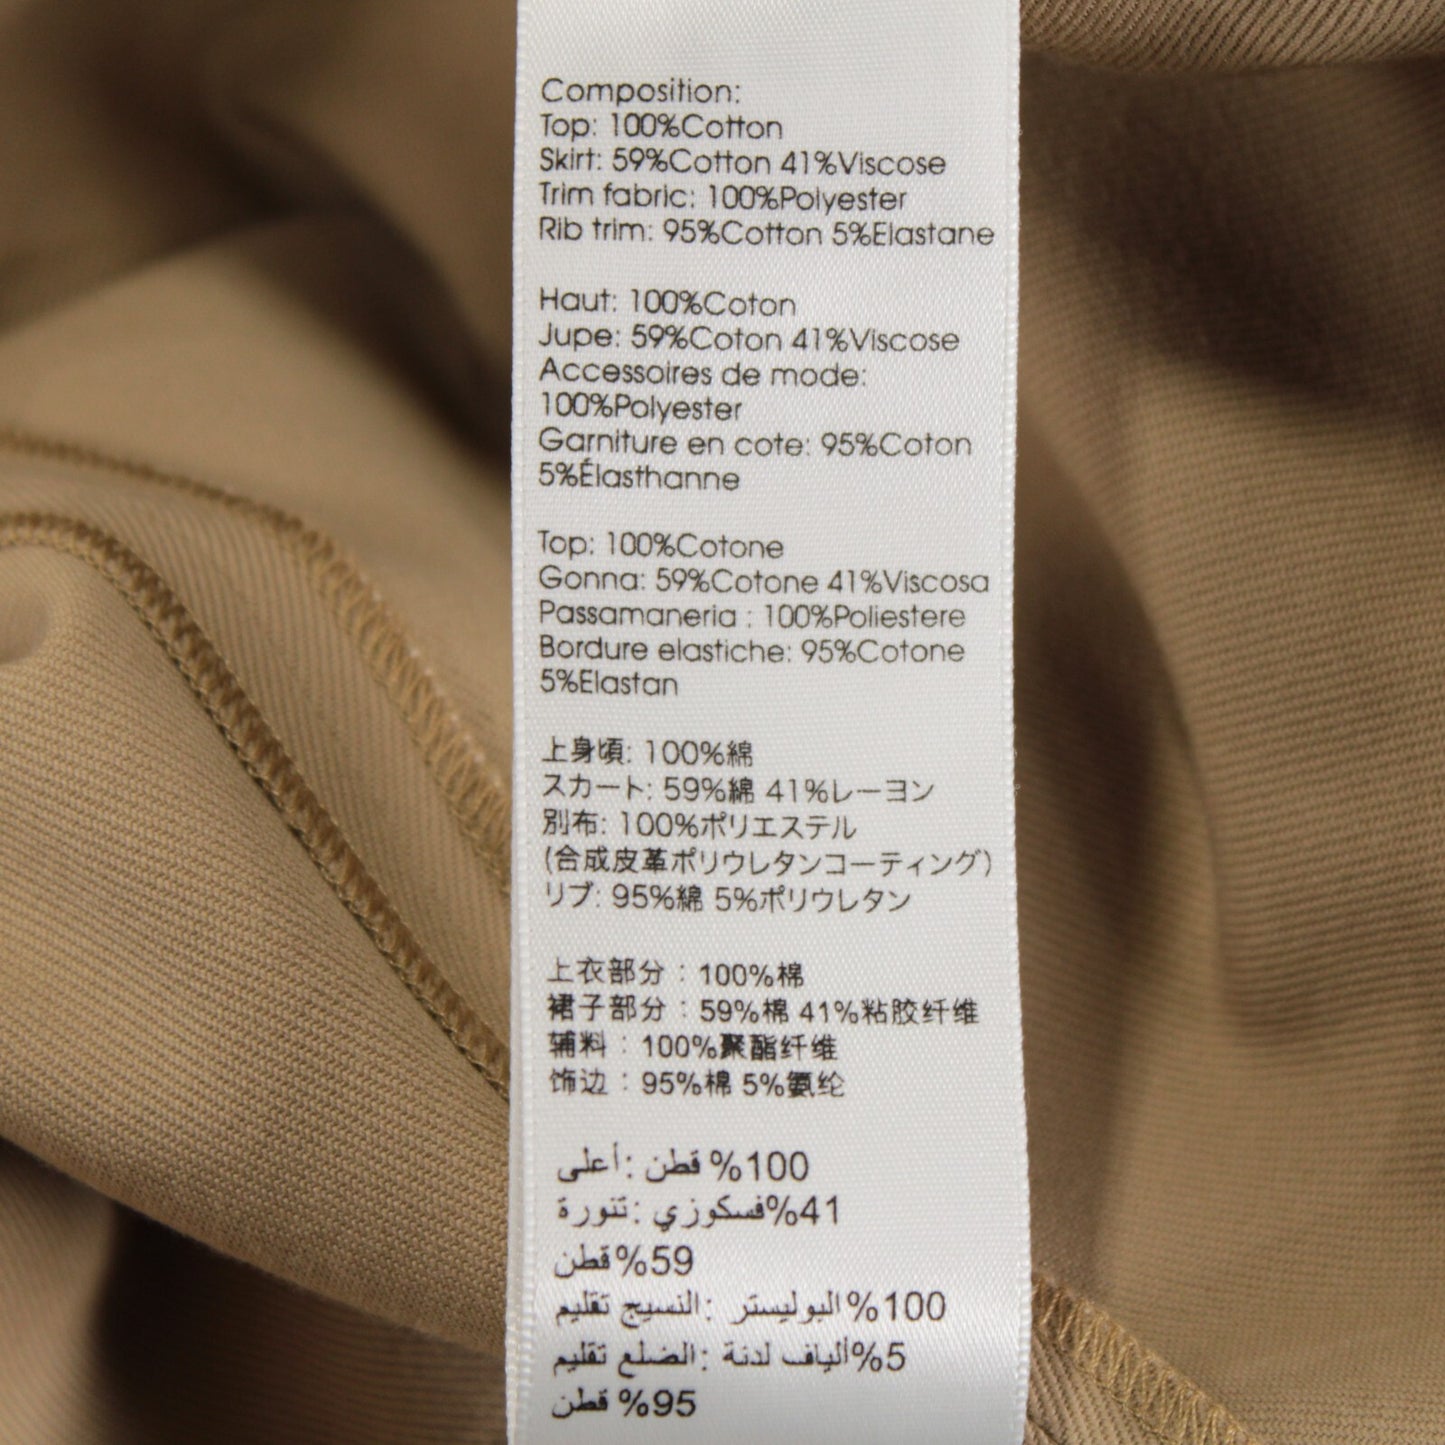 Composition:
Top: 100%Cotton
Skirt: 59%Cotton 41%Viscose
Trim fabric: 100%Polyester
Rib trim: 95%Cotton 5%Elastane
Haut: 100%Coton
Jupe: 59%Coton 41%Viscose
Accessoires de mode:
100%Polyester
Garniture en cote: 95%Coton
5%Élasthanne
Top: 100%Cotone
Gonna: 59%Cotone 41%Viscosa
Passamaneria : 100%Poliestere
Bordure elastiche: 95%Cotone
5%Elastan
上身頃: 100%綿
スカート: 59%綿 41%レーヨン
別布: 100%ポリエステル
(合成皮革ポリウレタンコーティング)
リブ: 95%綿 5%ポリウレタン
上衣部分：100%棉
裙子部分：59%棉 41%粘胶纤维
辅料：100%聚酯纤维
饰边：95%棉 5%氨纶
100% قطن :أعلى
41%فسكوزي :تنورة
59% قطن
100% البوليستر :النسيج تقليم
5%ألياف لدنة :الضلع تقليم
95% قطن